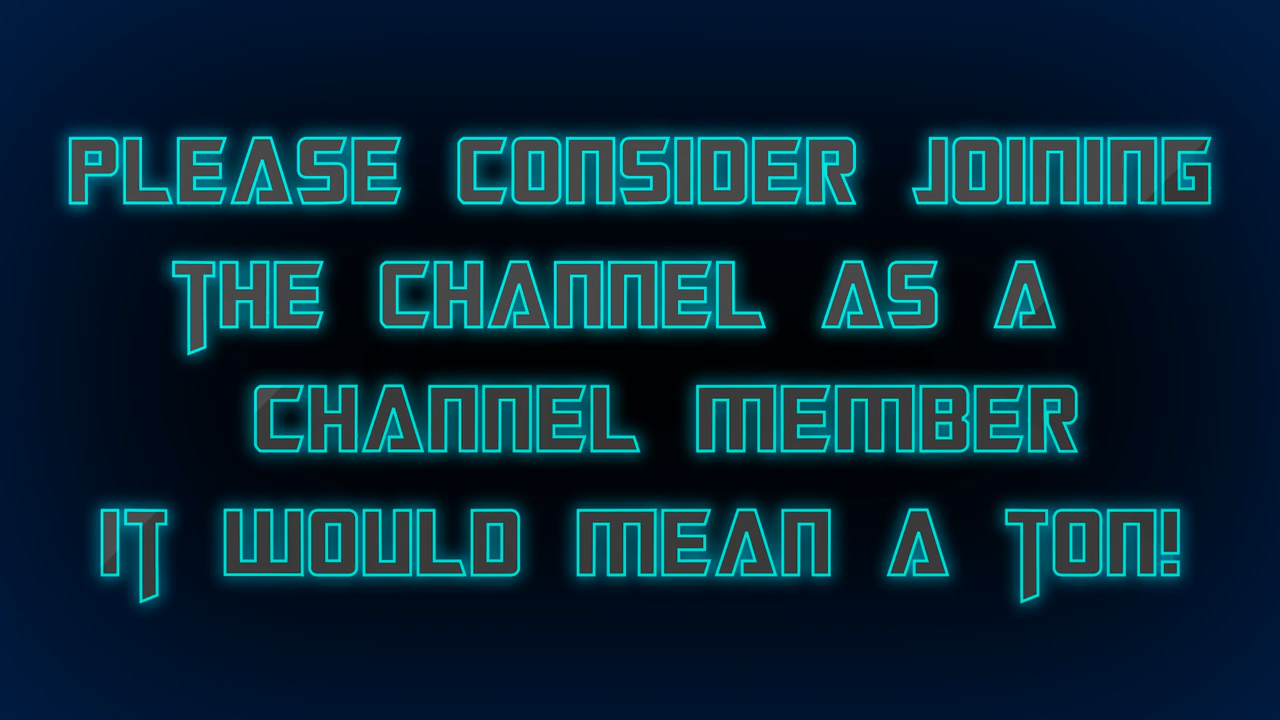 PLEASE CONSIDER JOINING
THE CHANNEL AS A
CHANNEL MEMBER
IT WOULD MEAN A TON!